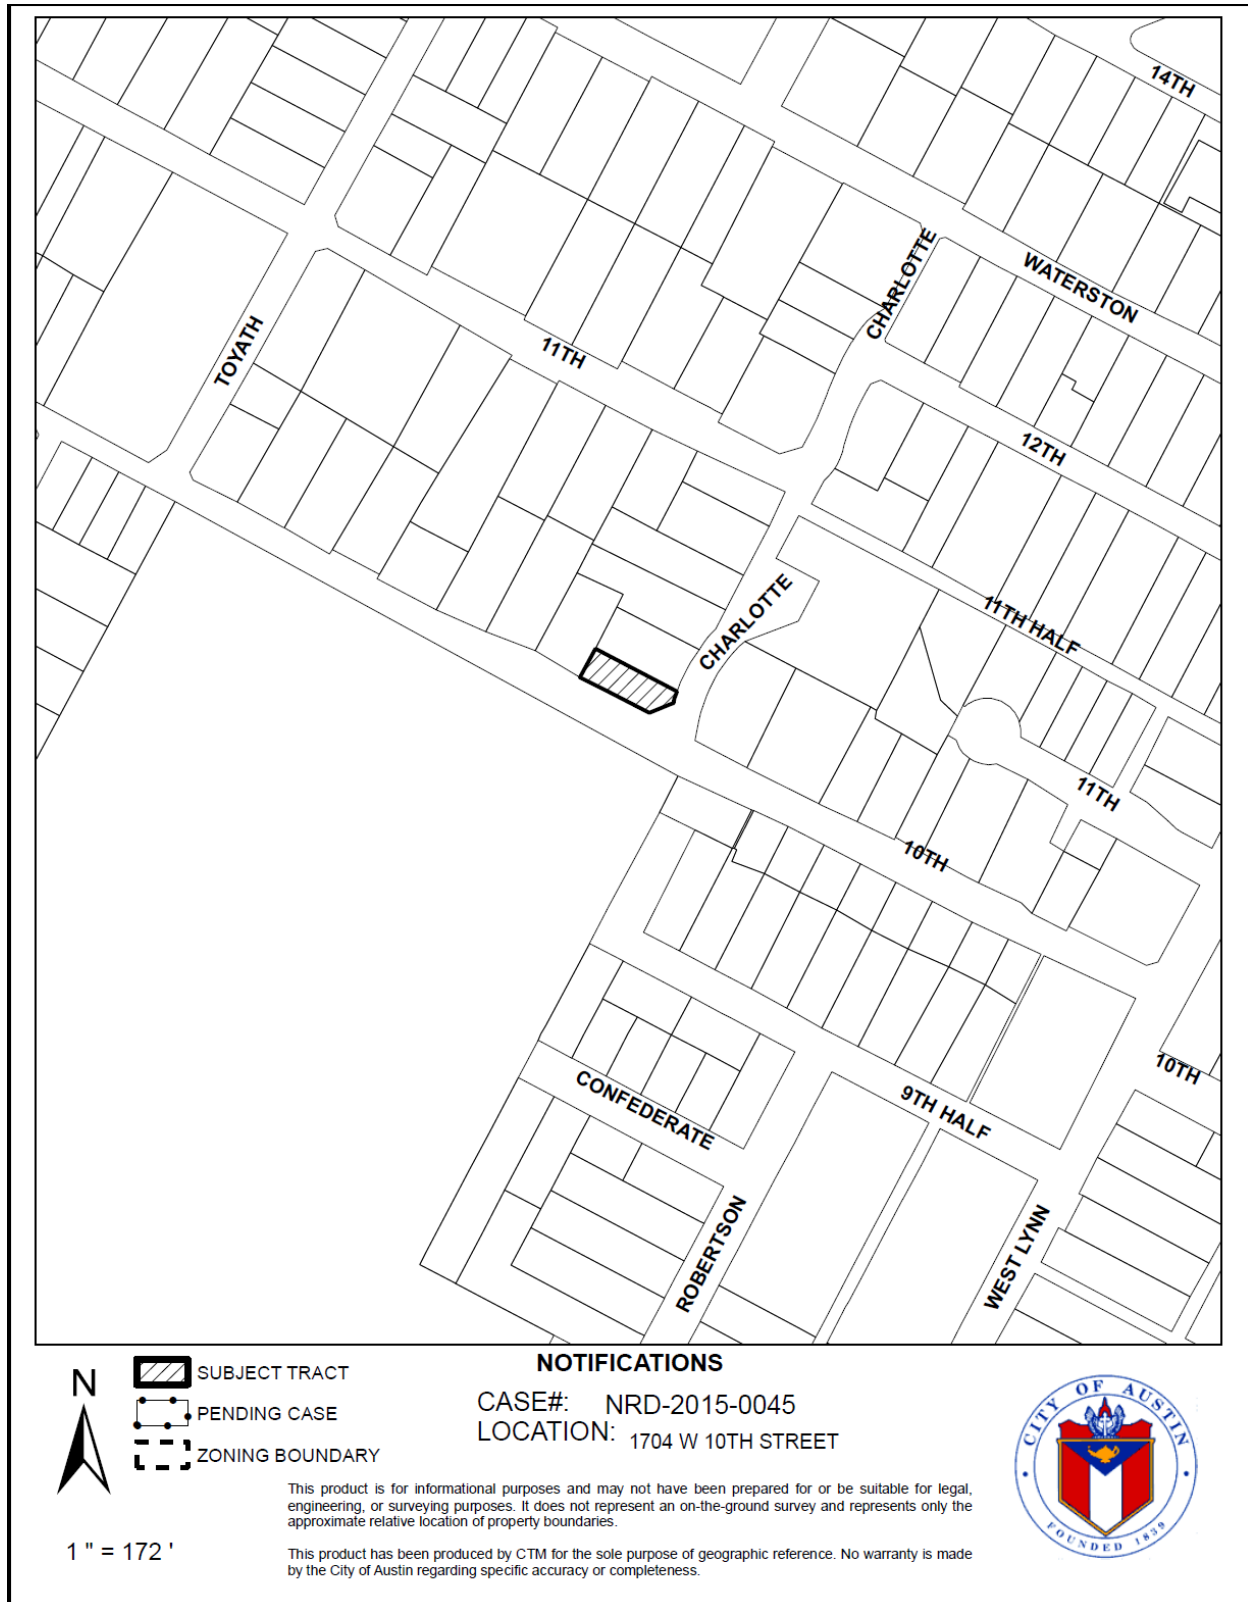 14TH
CHARLOTTE
WATERSTON
TOYATH
11TH
12TH
CHARLOTTE
11TH HALF
11TH
10TH
10TH
CONFEDERATE
9TH HALF
ROBERTSON
WEST LYNN
N
SUBJECT TRACT
PENDING CASE
ZONING BOUNDARY
1 " = 172 '
NOTIFICATIONS
CASE#: NRD-2015-0045
LOCATION: 1704 W 10TH STREET
This product is for informational purposes and may not have been prepared for or be suitable for legal,
engineering, or surveying purposes. It does not represent an on-the-ground survey and represents only the
approximate relative location of property boundaries.
This product has been produced by CTM for the sole purpose of geographic reference. No warranty is made
by the City of Austin regarding specific accuracy or completeness.
CITY OF AUSTIN
FOUNDED 1839